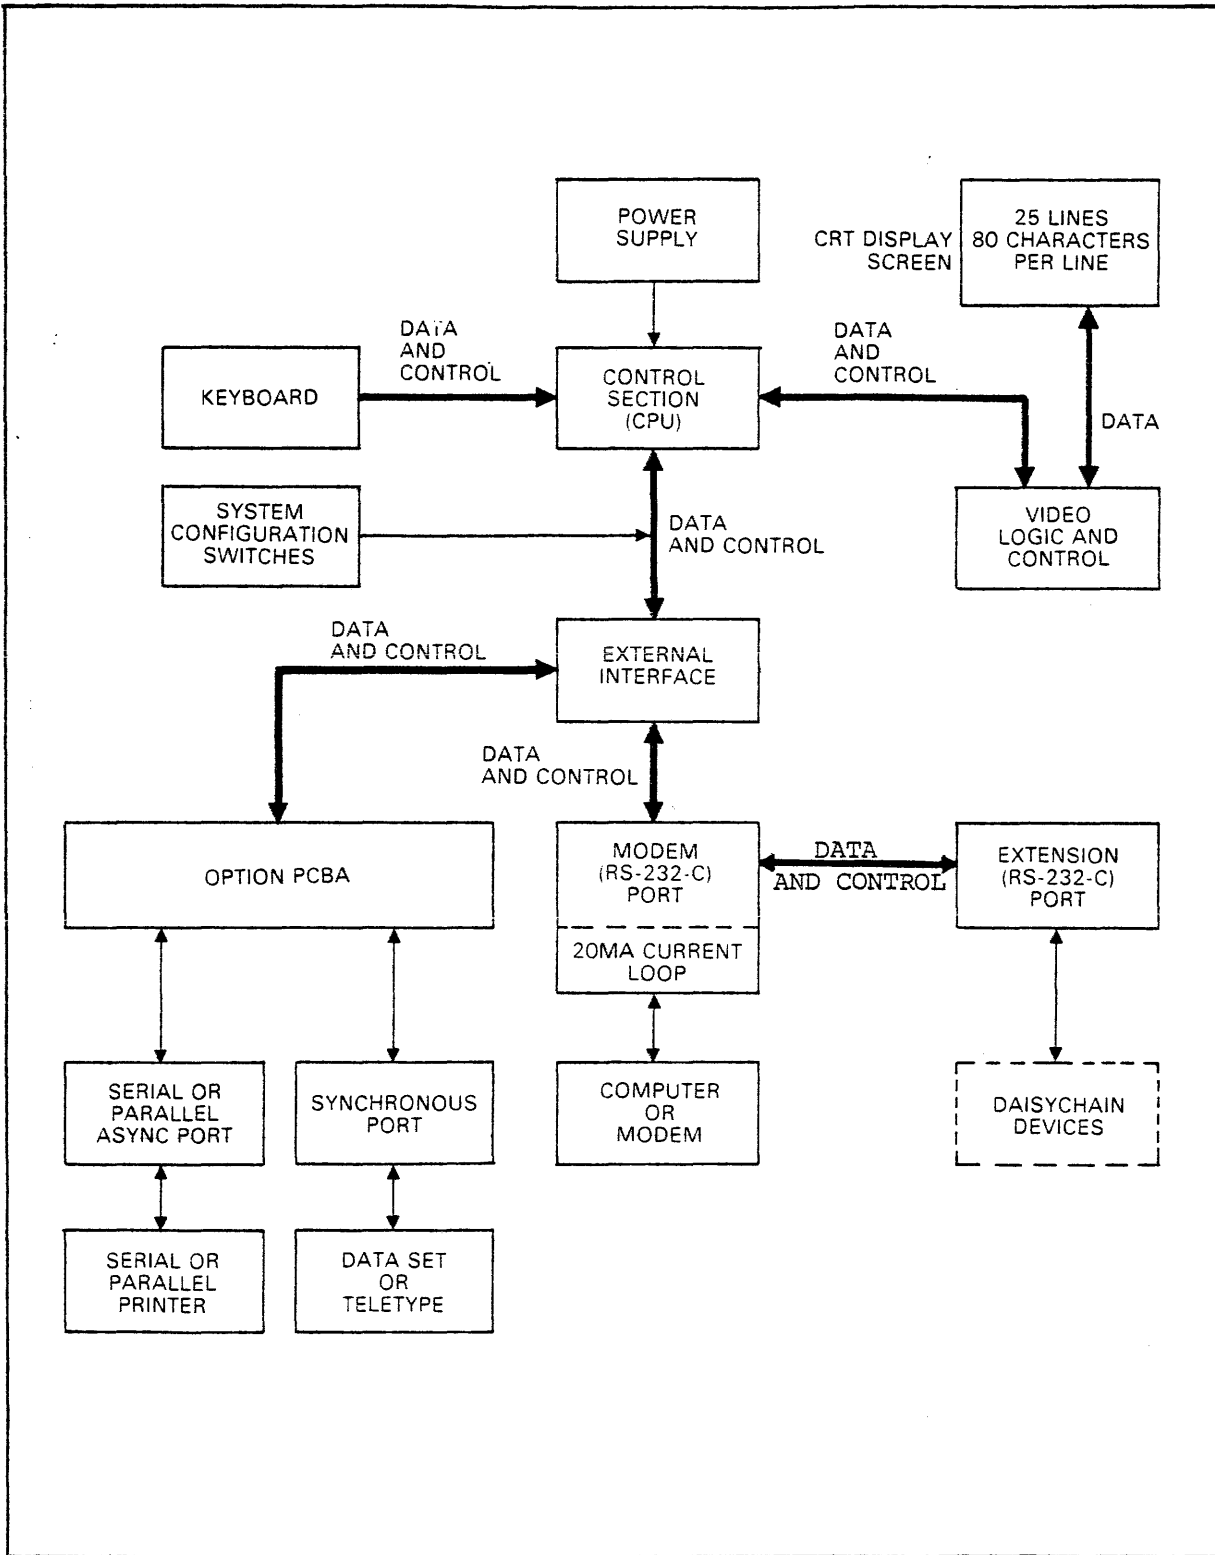 POWER
SUPPLY
CRT DISPLAY
SCREEN
25 LINES
80 CHARACTERS
PER LINE
DATA
AND
CONTROL
DATA
AND
CONTROL
KEYBOARD
CONTROL
SECTION
(CPU)
DATA
SYSTEM
CONFIGURATION
SWITCHES
DATA
AND CONTROL
VIDEO
LOGIC AND
CONTROL
DATA
AND CONTROL
EXTERNAL
INTERFACE
DATA
AND CONTROL
OPTION PCBA
MODEM
(RS-232-C)
PORT
20MA CURRENT
LOOP
DATA
AND CONTROL
EXTENSION
(RS-232-C)
PORT
SERIAL OR
PARALLEL
ASYNC PORT
SYNCHRONOUS
PORT
COMPUTER
OR
MODEM
DAISYCHAIN
DEVICES
SERIAL OR
PARALLEL
PRINTER
DATA SET
OR
TELETYPE